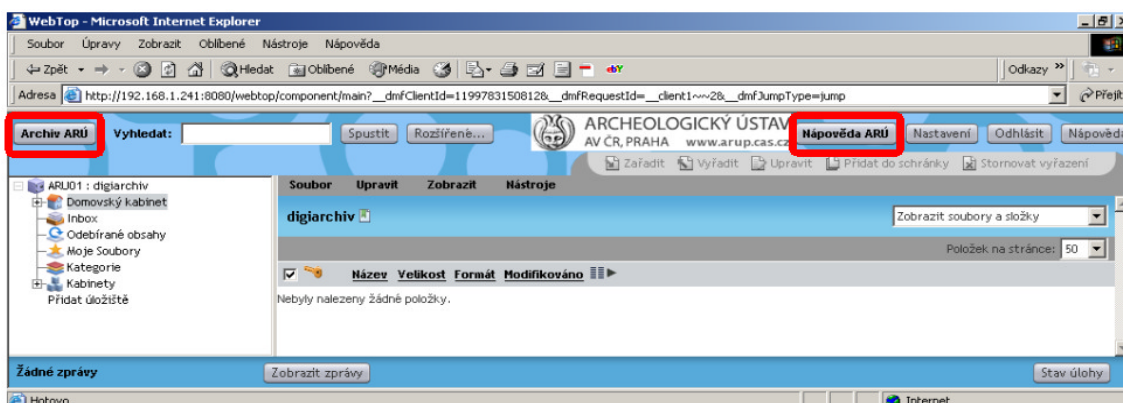 WebTop - Microsoft Internet Explorer
Soubor Úpravy Zobrazit Oblíbené Nástroje Nápověda
Zpět Hledat Oblíbené Média
Odkazy »
Adresa http://192.168.1.241:8080/webtop/component/main?__dmfClientId=1199783150812&__dmfRequestId=__client1~~2&__dmfJumpType=jump Přejít
Archiv ARÚ Vyhledat: Spustit Rozšířené...
ARCHEOLOGICKÝ ÚSTAV
AV ČR, PRAHA www.arup.cas.cz
Nápověda ARÚ Nastavení Odhlásit Nápověda
Zařadit Vyřadit Upravit Přidat do schránky Stornovat vyřazení
ARU01 : digiarchiv
Domovský kabinet
Inbox
Odebírané obsahy
Moje Soubory
Kategorie
Kabinety
Přidat úložiště
Soubor Upravit Zobrazit Nástroje
digiarchiv Zobrazit soubory a složky
Položek na stránce: 50
Název Velikost Formát Modifikováno
Nebyly nalezeny žádné položky.
Žádné zprávy Zobrazit zprávy Stav úlohy
Hotovo Internet